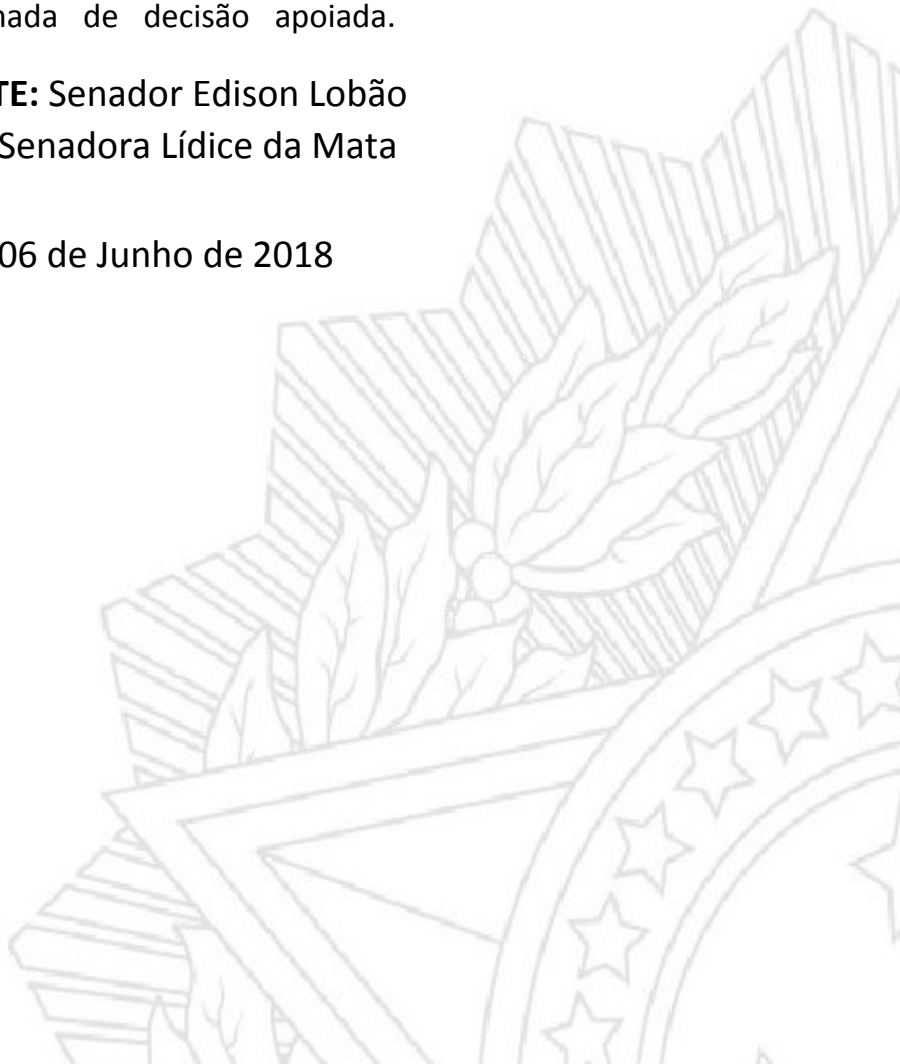 nada de decisão apoiada.
TE: Senador Edison Lobão
Senadora Lídice da Mata
06 de Junho de 2018